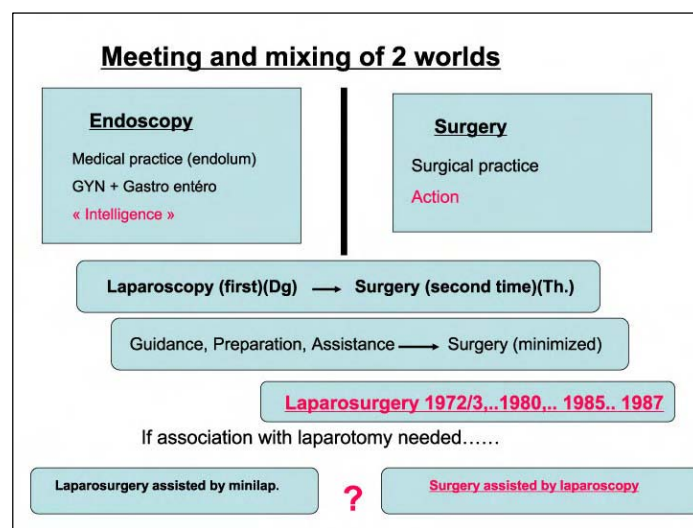 Meeting and mixing of 2 worlds
Endoscopy
Medical practice (endolum)
GYN + Gastro entéro
« Intelligence »
Surgery
Surgical practice
Action
Laparoscopy (first)(Dg) → Surgery (second time)(Th.)
Guidance, Preparation, Assistance → Surgery (minimized)
Laparosurgery 1972/3,..1980,.. 1985.. 1987
If association with laparotomy needed……
Laparosurgery assisted by minilap.
?
Surgery assisted by laparoscopy